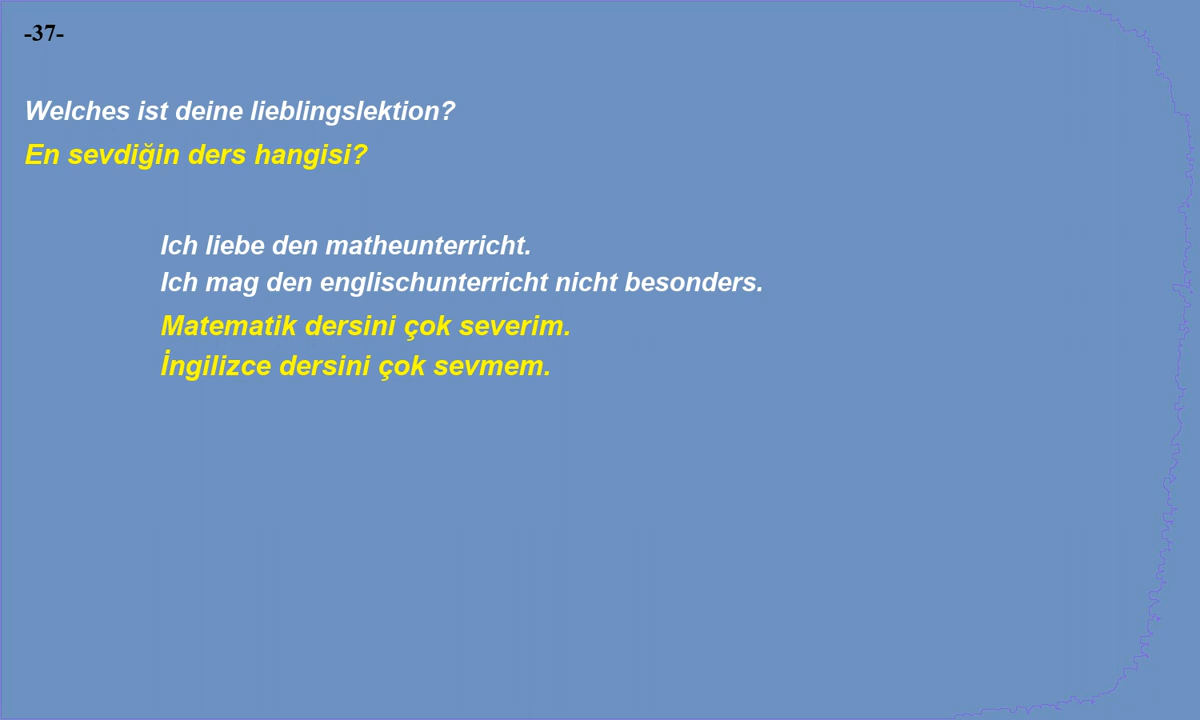 -37-
Welches ist deine lieblingslektion?
En sevdiğin ders hangisi?
Ich liebe den matheunterricht.
Ich mag den englischunterricht nicht besonders.
Matematik dersini çok severim.
İngilizce dersini çok sevmem.